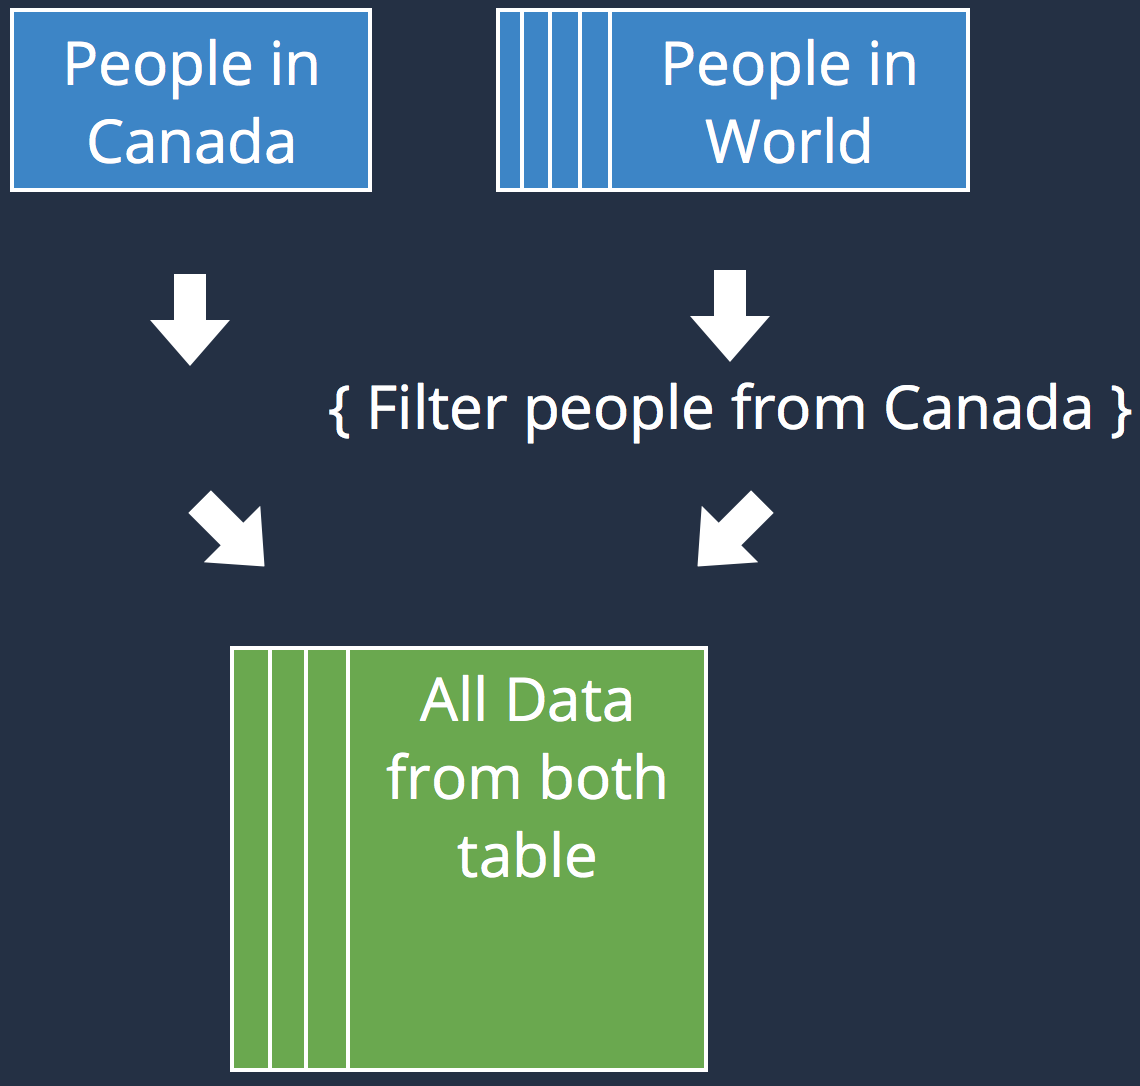 People in
Canada
People in
World
{ Filter people from Canada }
All Data
from both
table